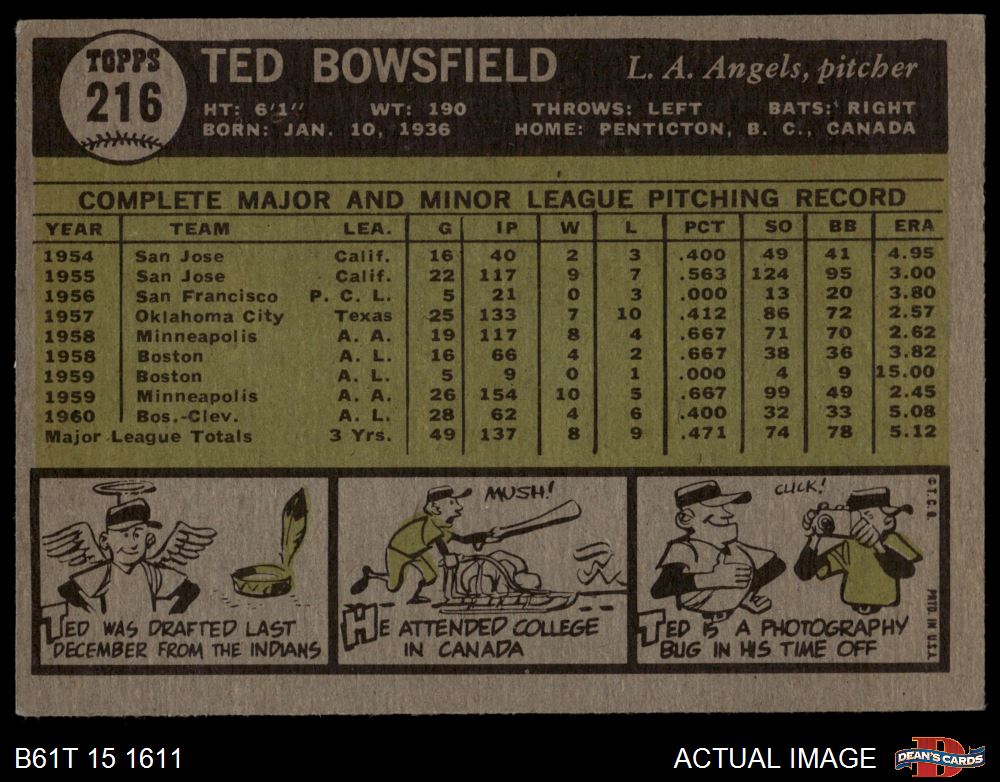 TOPPS
216
TED BOWSFIELD L. A. Angels, pitcher
HT: 6'1" WT: 190 THROWS: LEFT BATS: RIGHT
BORN: JAN. 10, 1936 HOME: PENTICTON, B. C., CANADA
COMPLETE MAJOR AND MINOR LEAGUE PITCHING RECORD
YEAR TEAM LEA. G IP W L PCT SO BB ERA
1954 San Jose Calif. 16 40 2 3 .400 49 41 4.95
1955 San Jose Calif. 22 117 9 7 .563 124 95 3.00
1956 San Francisco P. C. L. 5 21 0 3 .000 13 20 3.80
1957 Oklahoma City Texas 25 133 7 10 .412 86 72 2.57
1958 Minneapolis A. A. 19 117 8 4 .667 71 70 2.62
1958 Boston A. L. 16 66 4 2 .667 38 36 3.82
1959 Boston A. L. 5 9 0 1 .000 4 9 15.00
1959 Minneapolis A. A. 26 154 10 5 .667 99 49 2.45
1960 Bos.-Clev. A. L. 28 62 4 6 .400 32 33 5.08
Major League Totals 3 Yrs. 49 137 8 9 .471 74 78 5.12
TED WAS DRAFTED LAST
DECEMBER FROM THE INDIANS
MUSH!
HE ATTENDED COLLEGE
IN CANADA
CLICK!
TED IS A PHOTOGRAPHY
BUG IN HIS TIME OFF
©T.C.G.
PRTD. IN U.S.A.
B61T 15 1611 ACTUAL IMAGE
DEAN'S CARDS